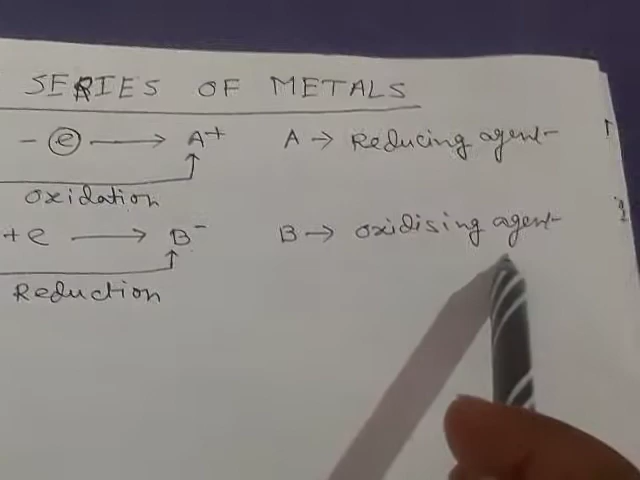 SERIES OF METALS
- e ⟶ A+ A → Reducing agent
oxidation
+ e ⟶ B- B → oxidising agent
Reduction